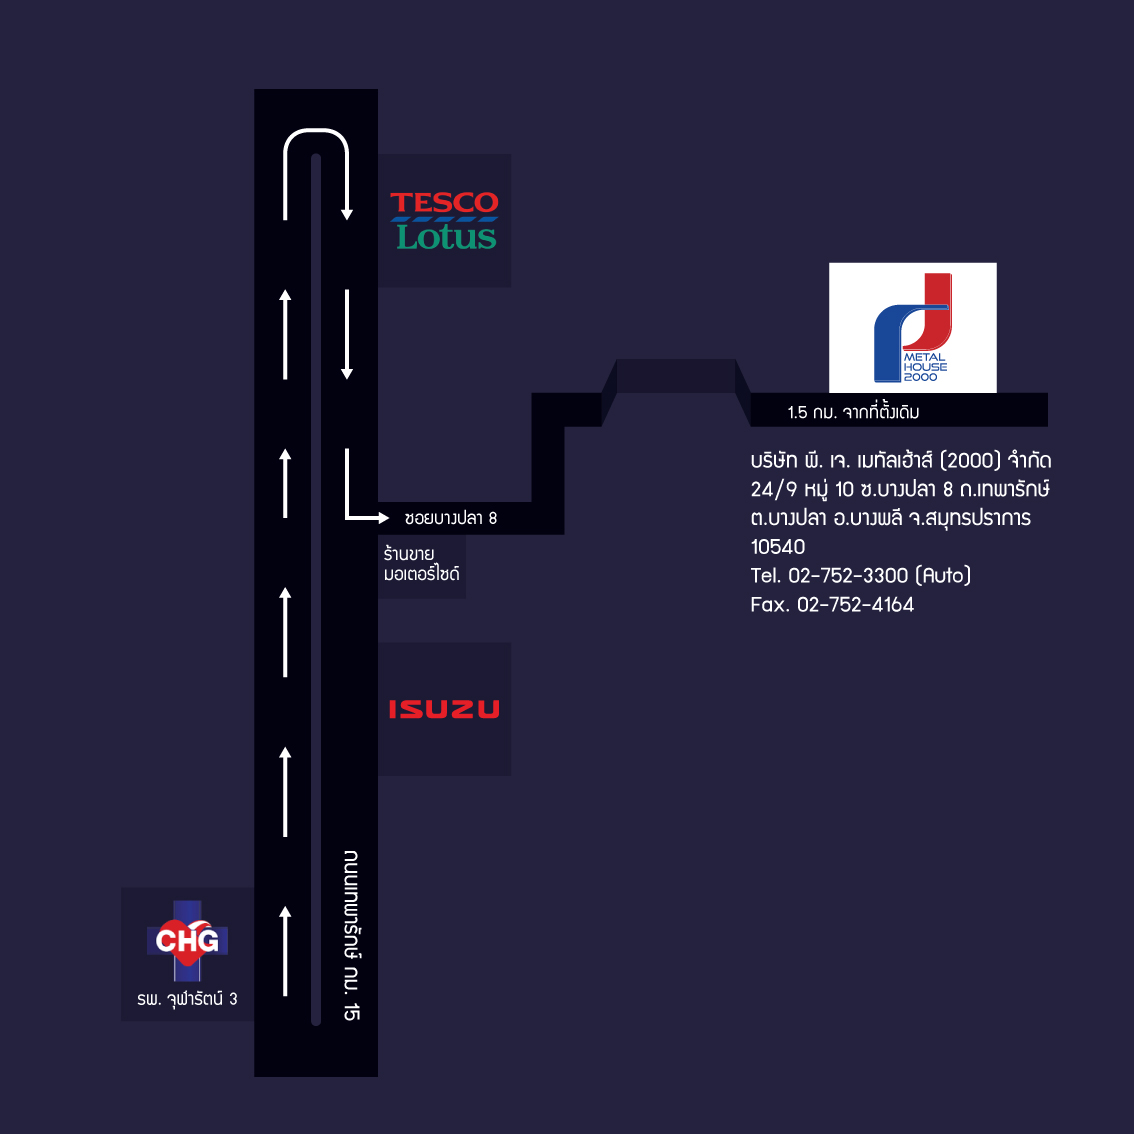 TESCO
Lotus
METAL
HOUSE
2000
1.5 กม. จากที่ตั้งเดิม
บริษัท พี. เจ. เมทัลเฮ้าส์ (2000) จำกัด
24/9 หมู่ 10 ซ.บางปลา 8 ถ.เทพารักษ์
ต.บางปลา อ.บางพลี จ.สมุทรปราการ
10540
Tel. 02-752-3300 (Auto)
Fax. 02-752-4164
ซอยบางปลา 8
ร้านขาย
มอเตอร์ไซด์
ISUZU
ถนนเทพารักษ์ กม. 15
CHG
รพ. จุฬารัตน์ 3